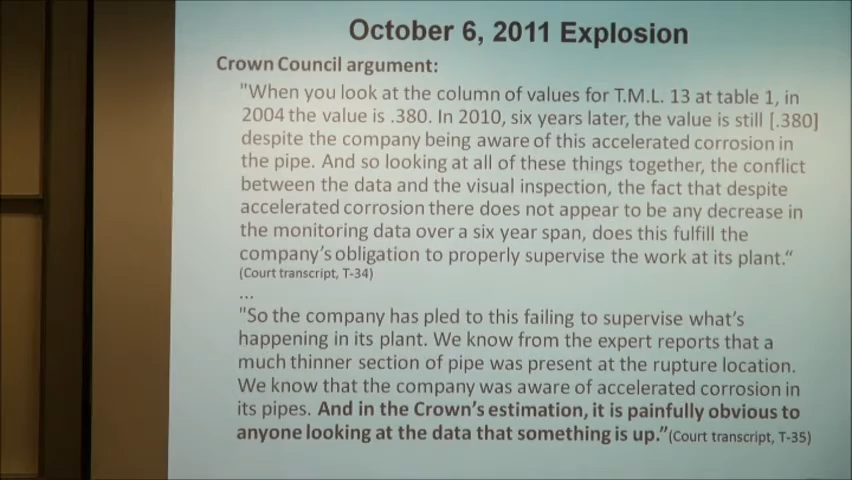 October 6, 2011 Explosion
Crown Council argument:
"When you look at the column of values for T.M.L. 13 at table 1, in
2004 the value is .380. In 2010, six years later, the value is still [.380]
despite the company being aware of this accelerated corrosion in
the pipe. And so looking at all of these things together, the conflict
between the data and the visual inspection, the fact that despite
accelerated corrosion there does not appear to be any decrease in
the monitoring data over a six year span, does this fulfill the
company's obligation to properly supervise the work at its plant.“
(Court transcript, T-34)
...
"So the company has pled to this failing to supervise what's
happening in its plant. We know from the expert reports that a
much thinner section of pipe was present at the rupture location.
We know that the company was aware of accelerated corrosion in
its pipes. And in the Crown's estimation, it is painfully obvious to
anyone looking at the data that something is up.”(Court transcript, T-35)